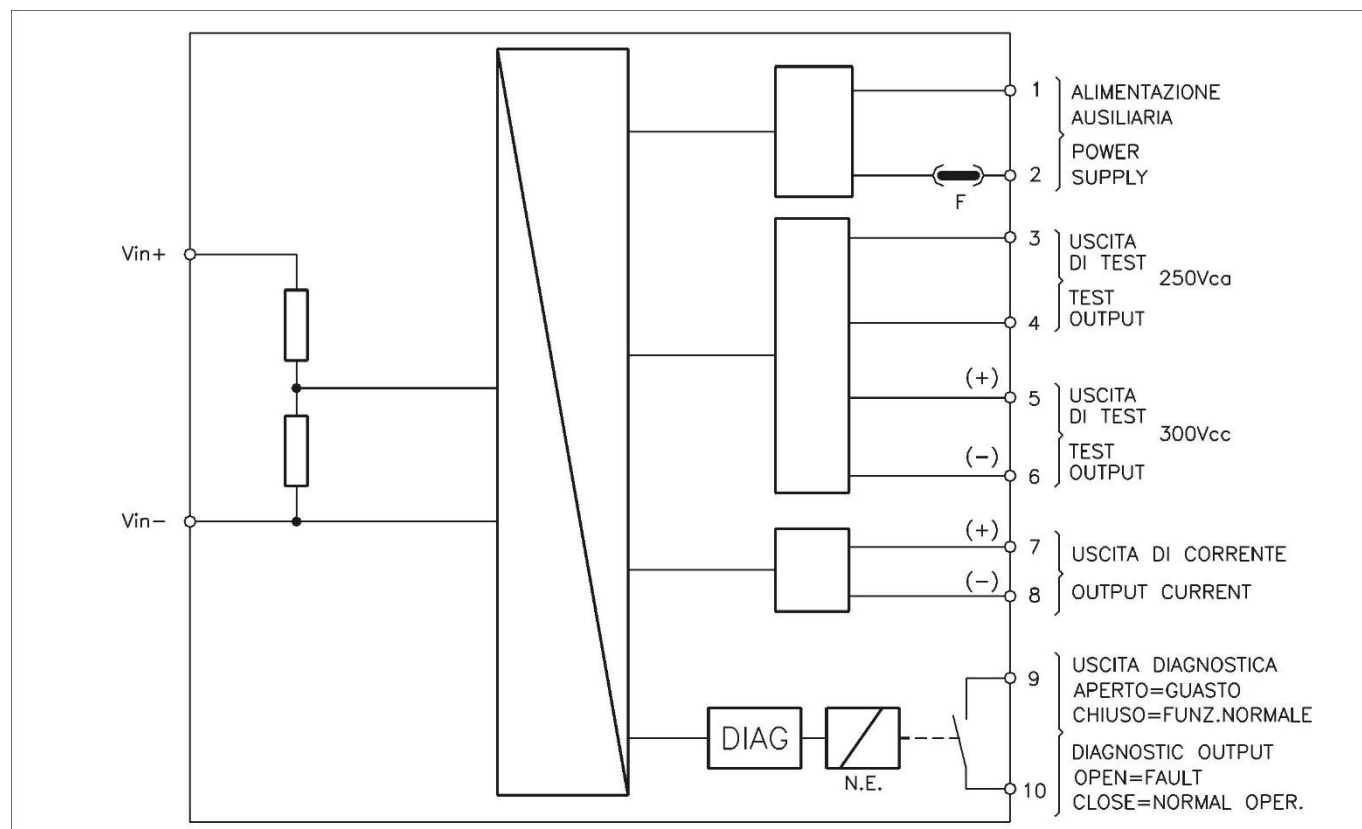 1
ALIMENTAZIONE
AUSILIARIA
POWER
2
SUPPLY
F
3
USCITA
DI TEST
250Vca
TEST
4
OUTPUT
Vin+
(+)
5
USCITA
DI TEST
300Vcc
TEST
(-)
6
OUTPUT
Vin-
(+)
7
USCITA DI CORRENTE
(-)
8
OUTPUT CURRENT
9
USCITA DIAGNOSTICA
APERTO=GUASTO
CHIUSO=FUNZ.NORMALE
DIAG
N.E.
DIAGNOSTIC OUTPUT
OPEN=FAULT
10
CLOSE=NORMAL OPER.